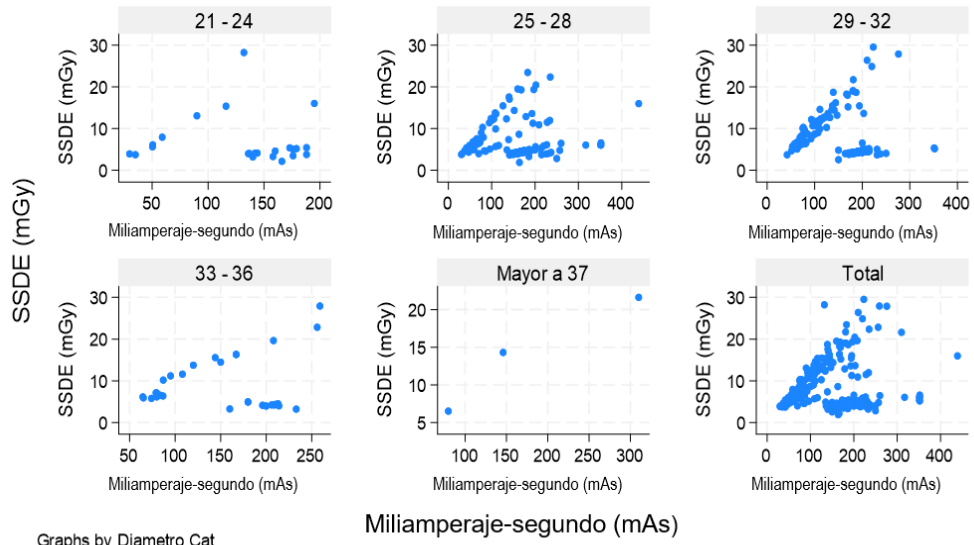 21 - 24
25 - 28
29 - 32
SSDE (mGy)
30
20
10
0
50 100 150 200
Miliamperaje-segundo (mAs)
SSDE (mGy)
30
20
10
0
0 100 200 300 400
Miliamperaje-segundo (mAs)
SSDE (mGy)
30
20
10
0
0 100 200 300 400
Miliamperaje-segundo (mAs)
SSDE (mGy)
33 - 36
Mayor a 37
Total
SSDE (mGy)
30
20
10
0
50 100 150 200 250
Miliamperaje-segundo (mAs)
SSDE (mGy)
20
15
10
5
100 150 200 250 300
Miliamperaje-segundo (mAs)
SSDE (mGy)
30
20
10
0
0 100 200 300 400
Miliamperaje-segundo (mAs)
Miliamperaje-segundo (mAs)
Graphs by Diametro Cat